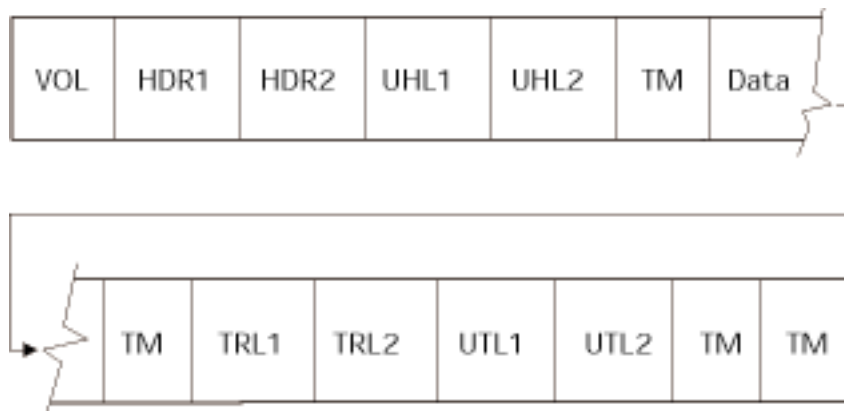 VOL HDR1 HDR2 UHL1 UHL2 TM Data
TM TRL1 TRL2 UTL1 UTL2 TM TM